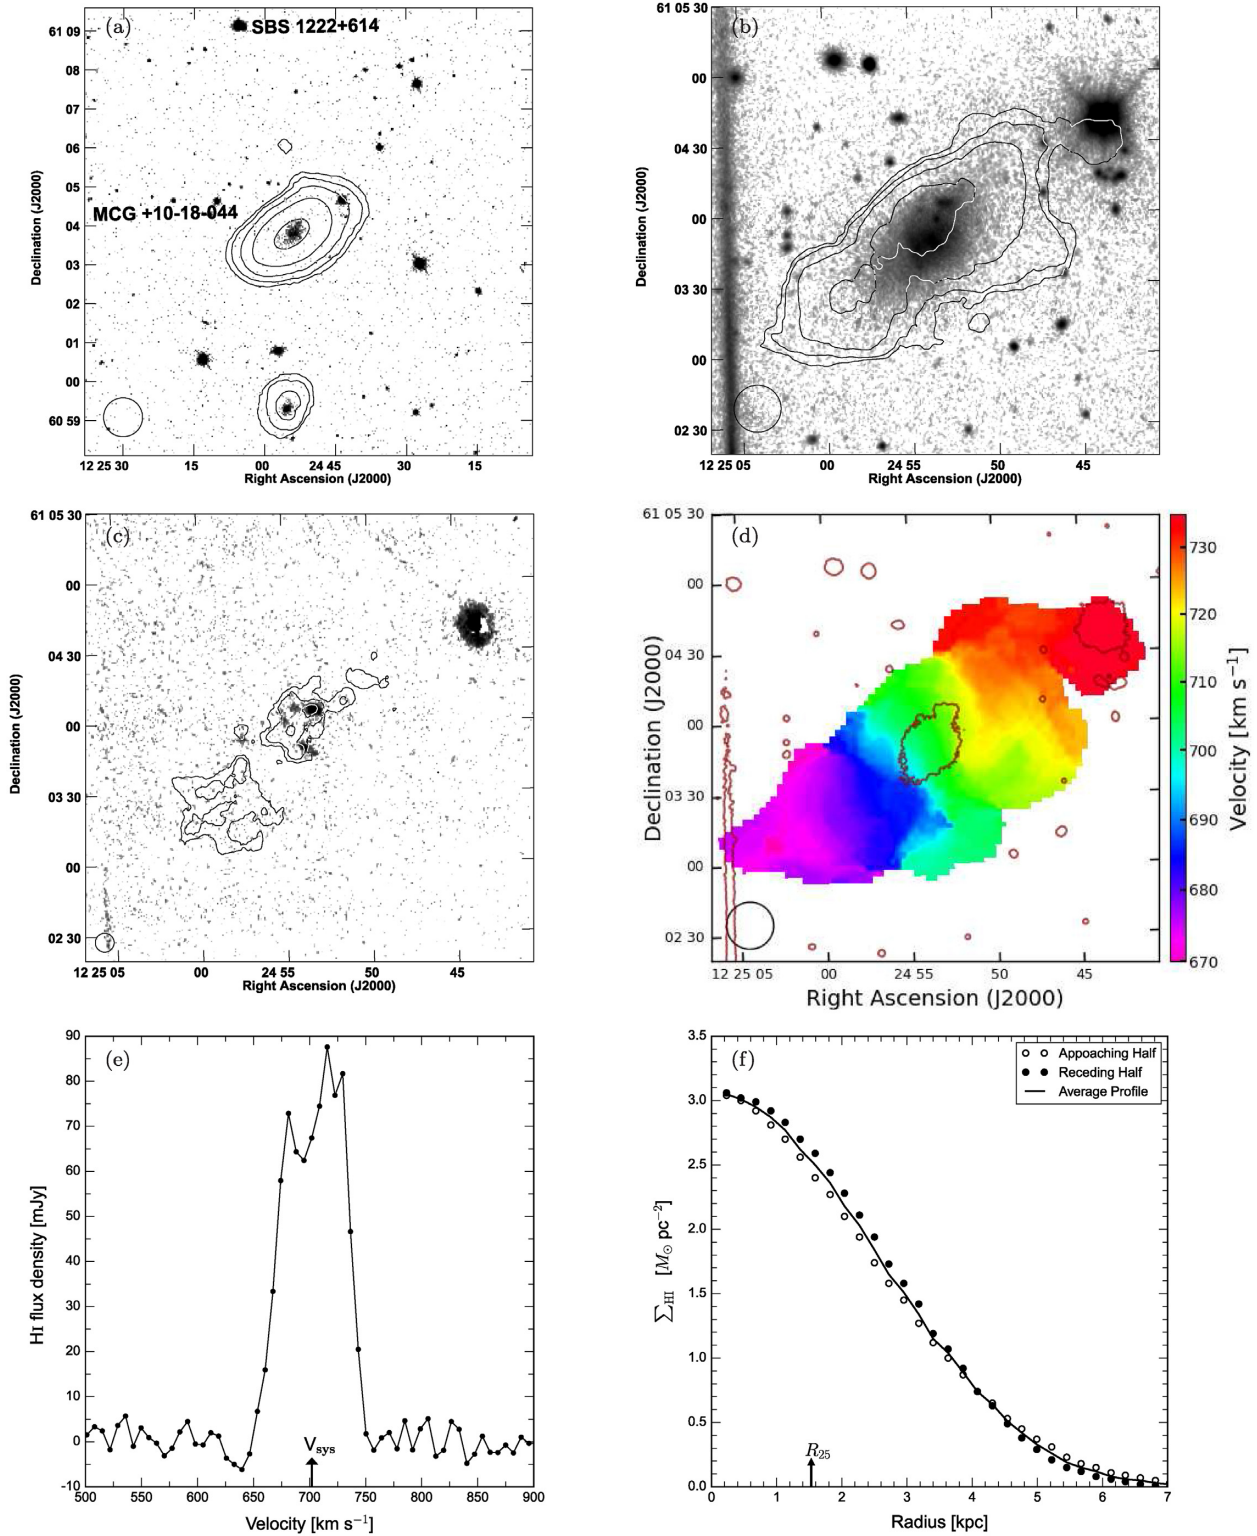 (a)
SBS 1222+614
MCG +10-18-044
61 09
08
07
06
05
04
03
02
01
00
60 59
Declination (J2000)
12 25 30
15
00
24 45
30
15
Right Ascension (J2000)
(b)
61 05 30
00
04 30
00
03 30
00
02 30
Declination (J2000)
12 25 05
00
24 55
50
45
Right Ascension (J2000)
(c)
61 05 30
00
04 30
00
03 30
00
02 30
Declination (J2000)
12 25 05
00
24 55
50
45
Right Ascension (J2000)
(d)
61 05 30
00
04 30
00
03 30
00
02 30
Declination (J2000)
12 25 05
00
24 55
50
45
Right Ascension (J2000)
730
720
710
700
690
680
670
Velocity [km s⁻¹]
(e)
90
80
70
60
50
40
30
20
10
0
-10
HI flux density [mJy]
Vsys
500
550
600
650
700
750
800
850
900
Velocity [km s⁻¹]
(f)
Appoaching Half
Receding Half
Average Profile
3.5
3.0
2.5
2.0
1.5
1.0
0.5
0.0
∑HI [M⊙ pc⁻²]
R25
0
1
2
3
4
5
6
7
Radius [kpc]